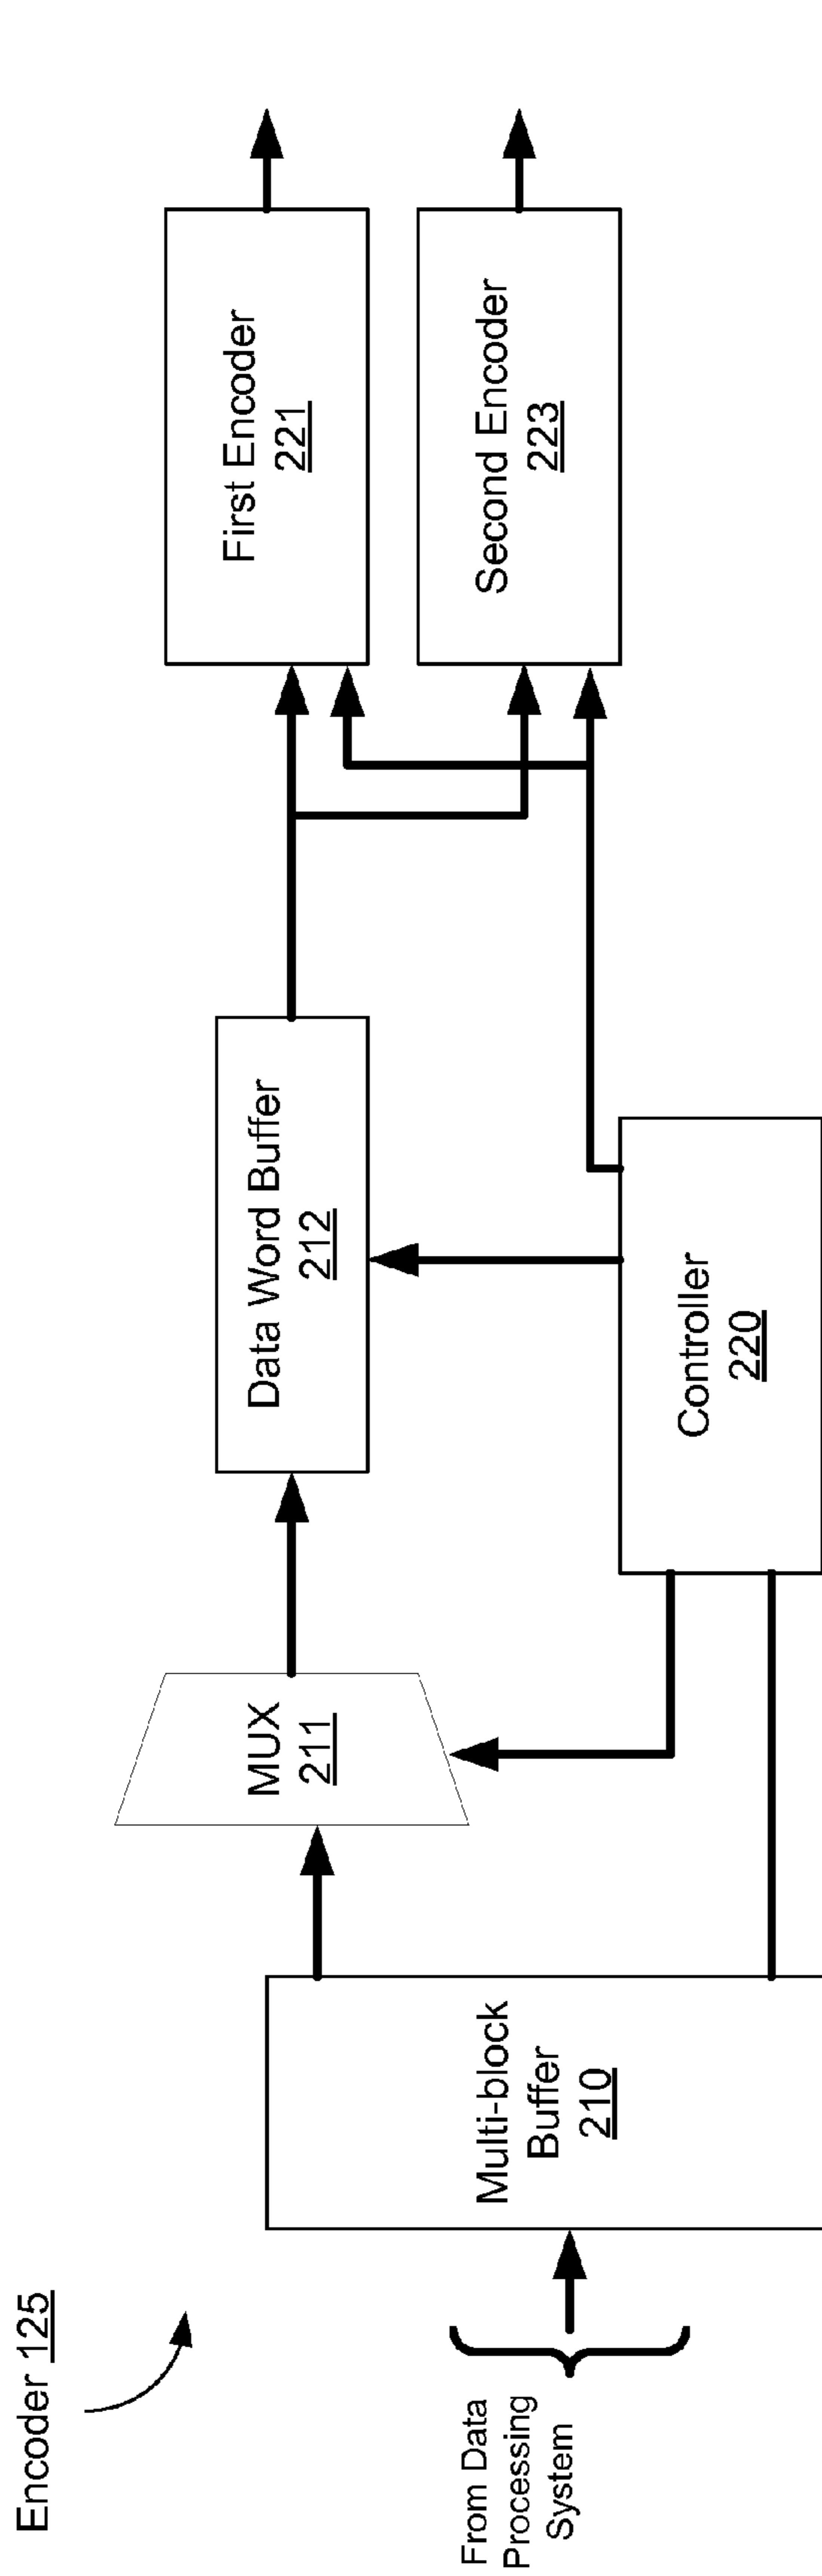 Encoder 125
From Data
Processing
System
Multi-block
Buffer
210
MUX
211
Data Word Buffer
212
Controller
220
First Encoder
221
Second Encoder
223